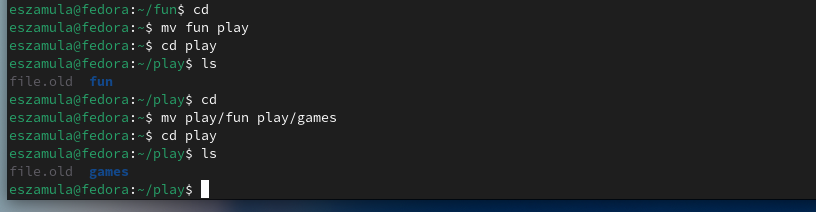 eszamula@fedora:~/fun$ cd
eszamula@fedora:~$ mv fun play
eszamula@fedora:~$ cd play
eszamula@fedora:~/play$ ls
file.old  fun
eszamula@fedora:~/play$ cd
eszamula@fedora:~$ mv play/fun play/games
eszamula@fedora:~$ cd play
eszamula@fedora:~/play$ ls
file.old  games
eszamula@fedora:~/play$